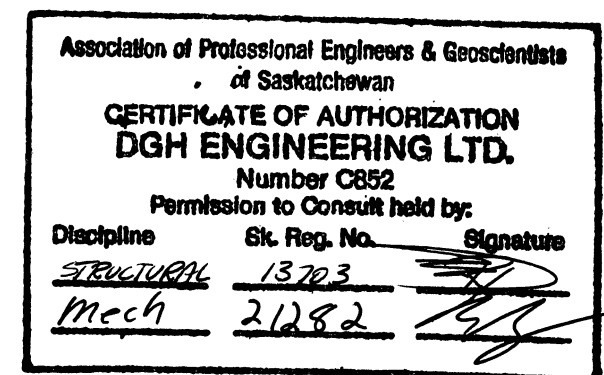 Association of Professional Engineers & Geoscientists
of Saskatchewan
CERTIFICATE OF AUTHORIZATION
DGH ENGINEERING LTD.
Number C852
Permission to Consult held by:
Discipline Sk. Reg. No. Signature
STRUCTURAL 13703
Mech 21282